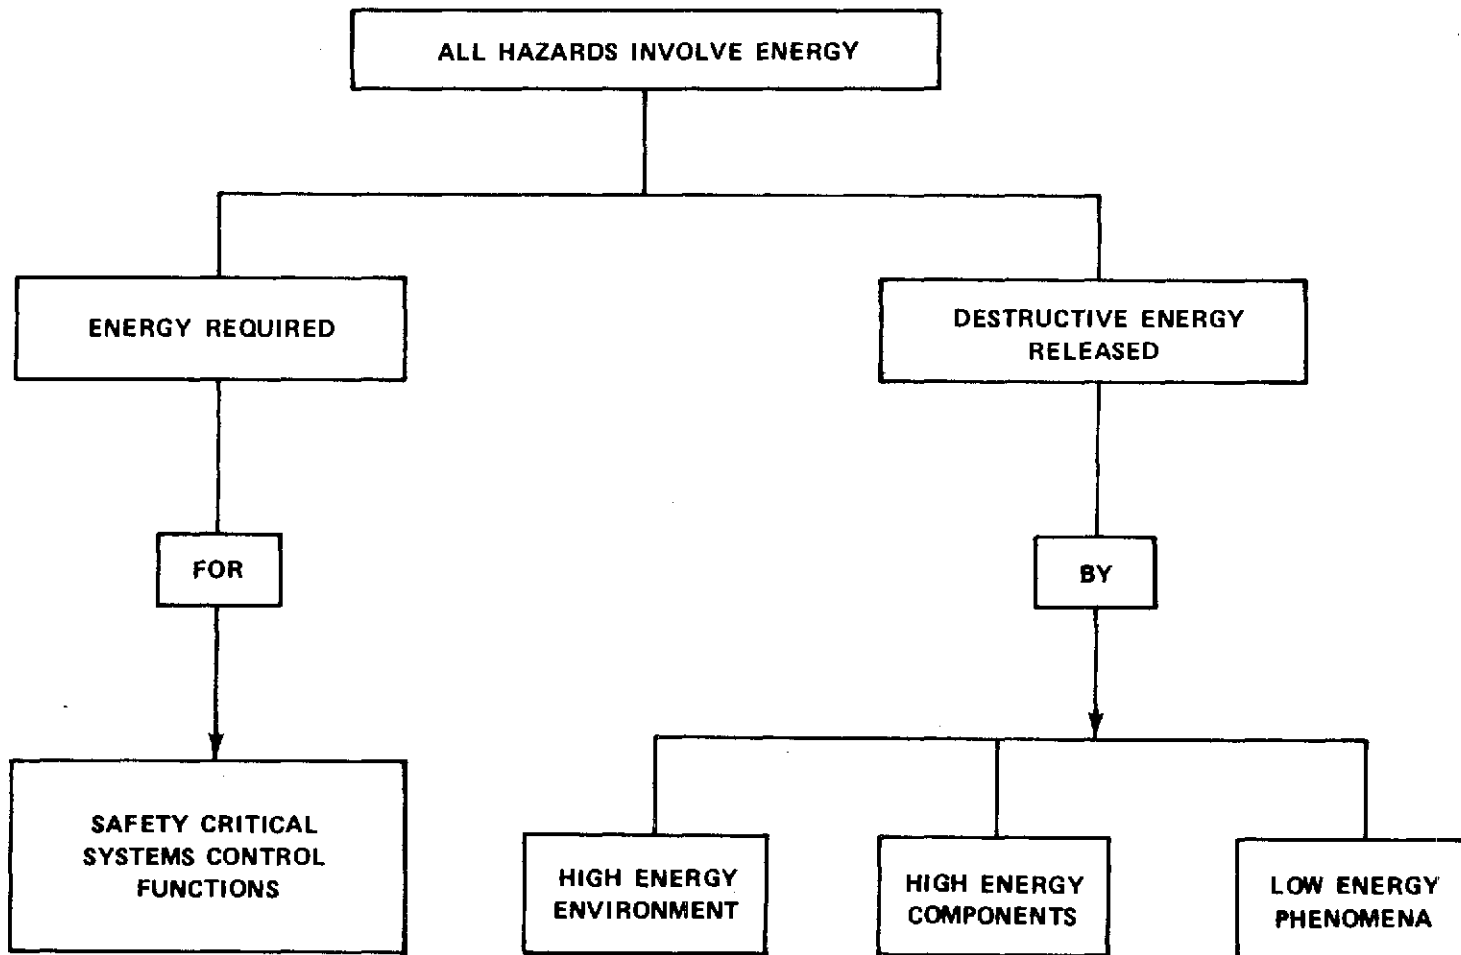 ALL HAZARDS INVOLVE ENERGY
ENERGY REQUIRED
DESTRUCTIVE ENERGY
RELEASED
FOR
BY
SAFETY CRITICAL
SYSTEMS CONTROL
FUNCTIONS
HIGH ENERGY
ENVIRONMENT
HIGH ENERGY
COMPONENTS
LOW ENERGY
PHENOMENA